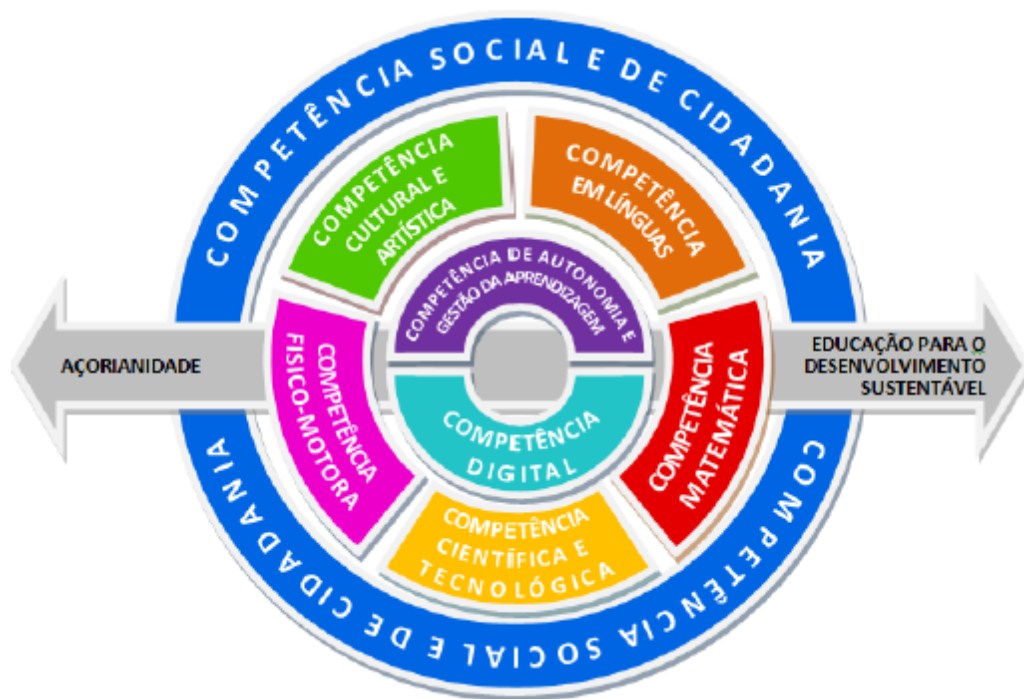 COMPETÊNCIA SOCIAL E DE CIDADANIA
COMPETÊNCIA
CULTURAL E
ARTÍSTICA
COMPETÊNCIA
EM LÍNGUAS
COMPETÊNCIA DE AUTONOMIA E
GESTÃO DA APRENDIZAGEM
AÇORIANIDADE
EDUCAÇÃO PARA O
DESENVOLVIMENTO
SUSTENTÁVEL
COMPETÊNCIA
FISICO-MOTORA
COMPETÊNCIA
MATEMÁTICA
COMPETÊNCIA
DIGITAL
COMPETÊNCIA
CIENTÍFICA E
TECNOLÓGICA
COMPETÊNCIA SOCIAL E DE CIDADANIA